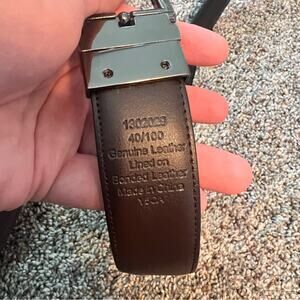 1302029
40/100
Genuine Leather
Lined on
Bonded Leather
Made in China